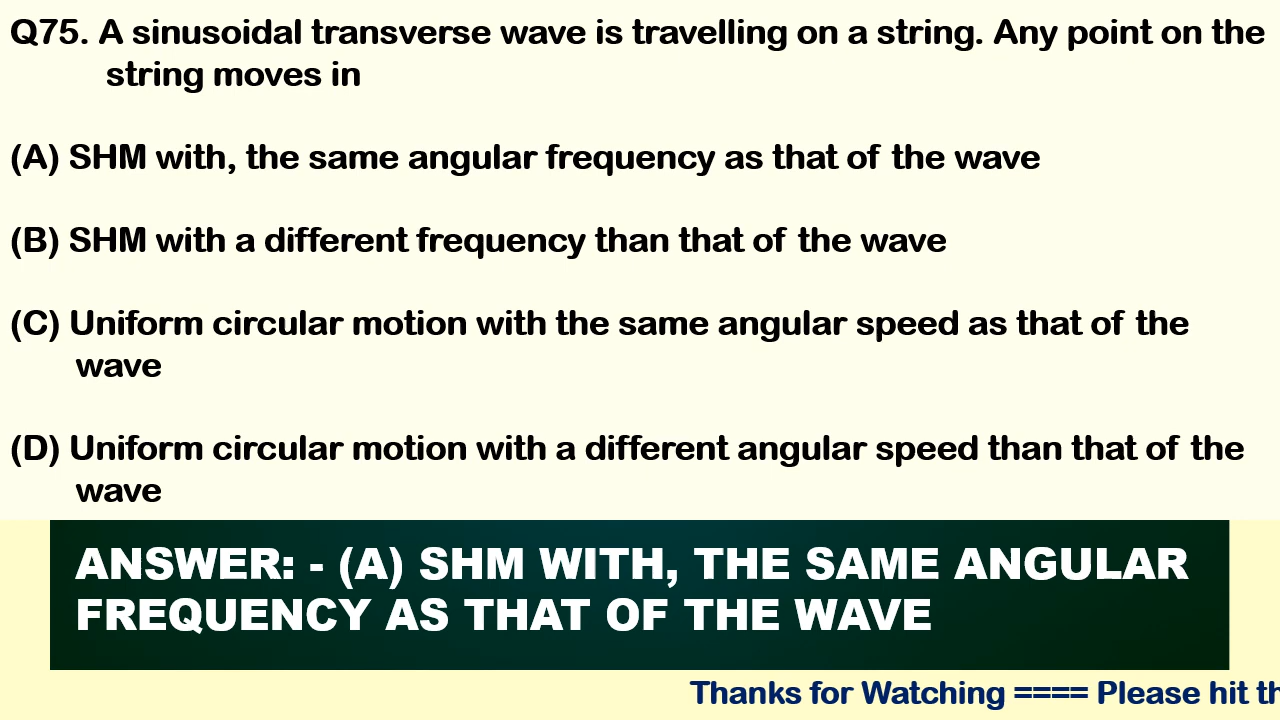 Q75. A sinusoidal transverse wave is travelling on a string. Any point on the
string moves in
(A) SHM with, the same angular frequency as that of the wave
(B) SHM with a different frequency than that of the wave
(C) Uniform circular motion with the same angular speed as that of the
wave
(D) Uniform circular motion with a different angular speed than that of the
wave
ANSWER: - (A) SHM WITH, THE SAME ANGULAR
FREQUENCY AS THAT OF THE WAVE
Thanks for Watching ==== Please hit th